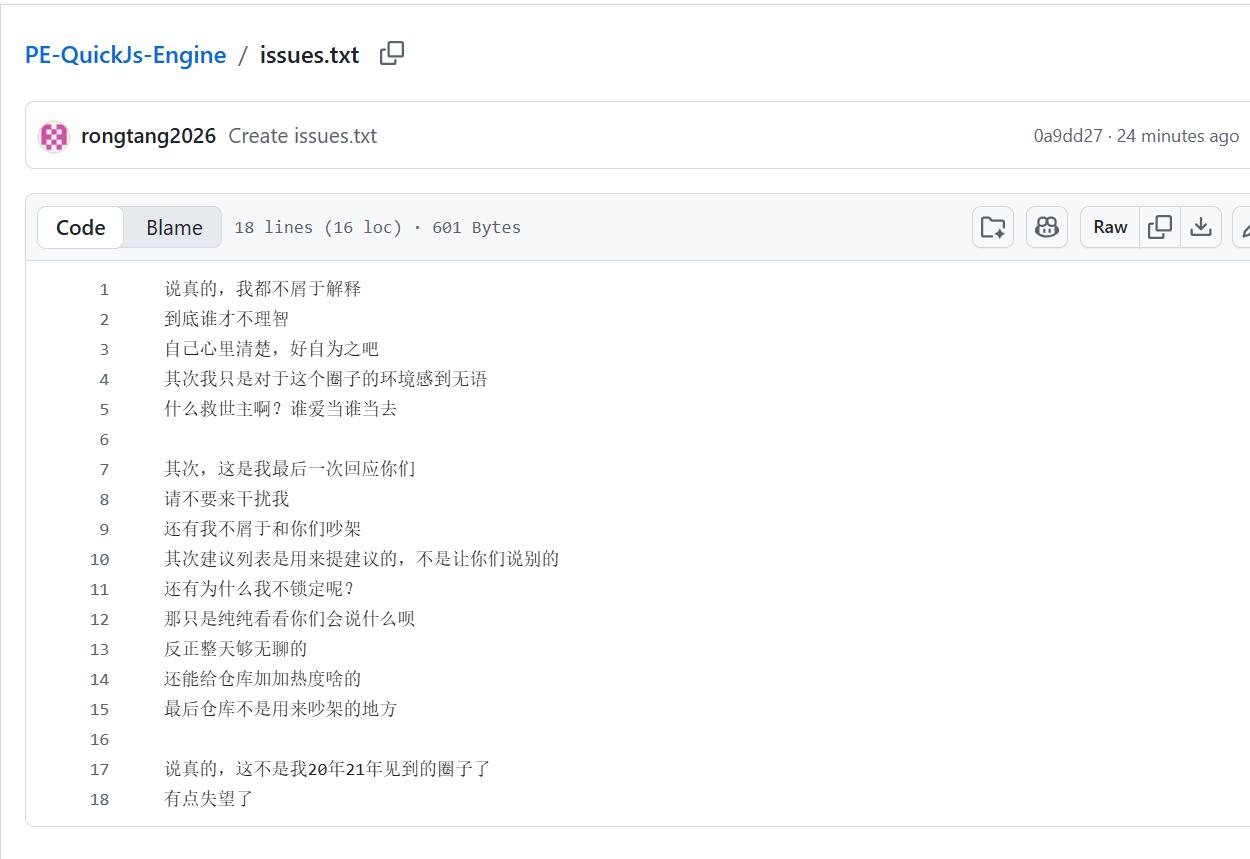 PE-QuickJs-Engine / issues.txt
rongtang2026 Create issues.txt 0a9dd27 · 24 minutes ago
Code Blame 18 lines (16 loc) · 601 Bytes Raw
1 说真的，我都不屑于解释
2 到底谁才不理智
3 自己心里清楚，好自为之吧
4 其次我只是对于这个圈子的环境感到无语
5 什么救世主啊？谁爱当谁当去
6
7 其次，这是我最后一次回应你们
8 请不要来干扰我
9 还有我不屑于和你们吵架
10 其次建议列表是用来提建议的，不是让你们说别的
11 还有为什么我不锁定呢？
12 那只是纯纯看看你们会说什么呗
13 反正整天够无聊的
14 还能给仓库加加热度啥的
15 最后仓库不是用来吵架的地方
16
17 说真的，这不是我20年21年见到的圈子了
18 有点失望了